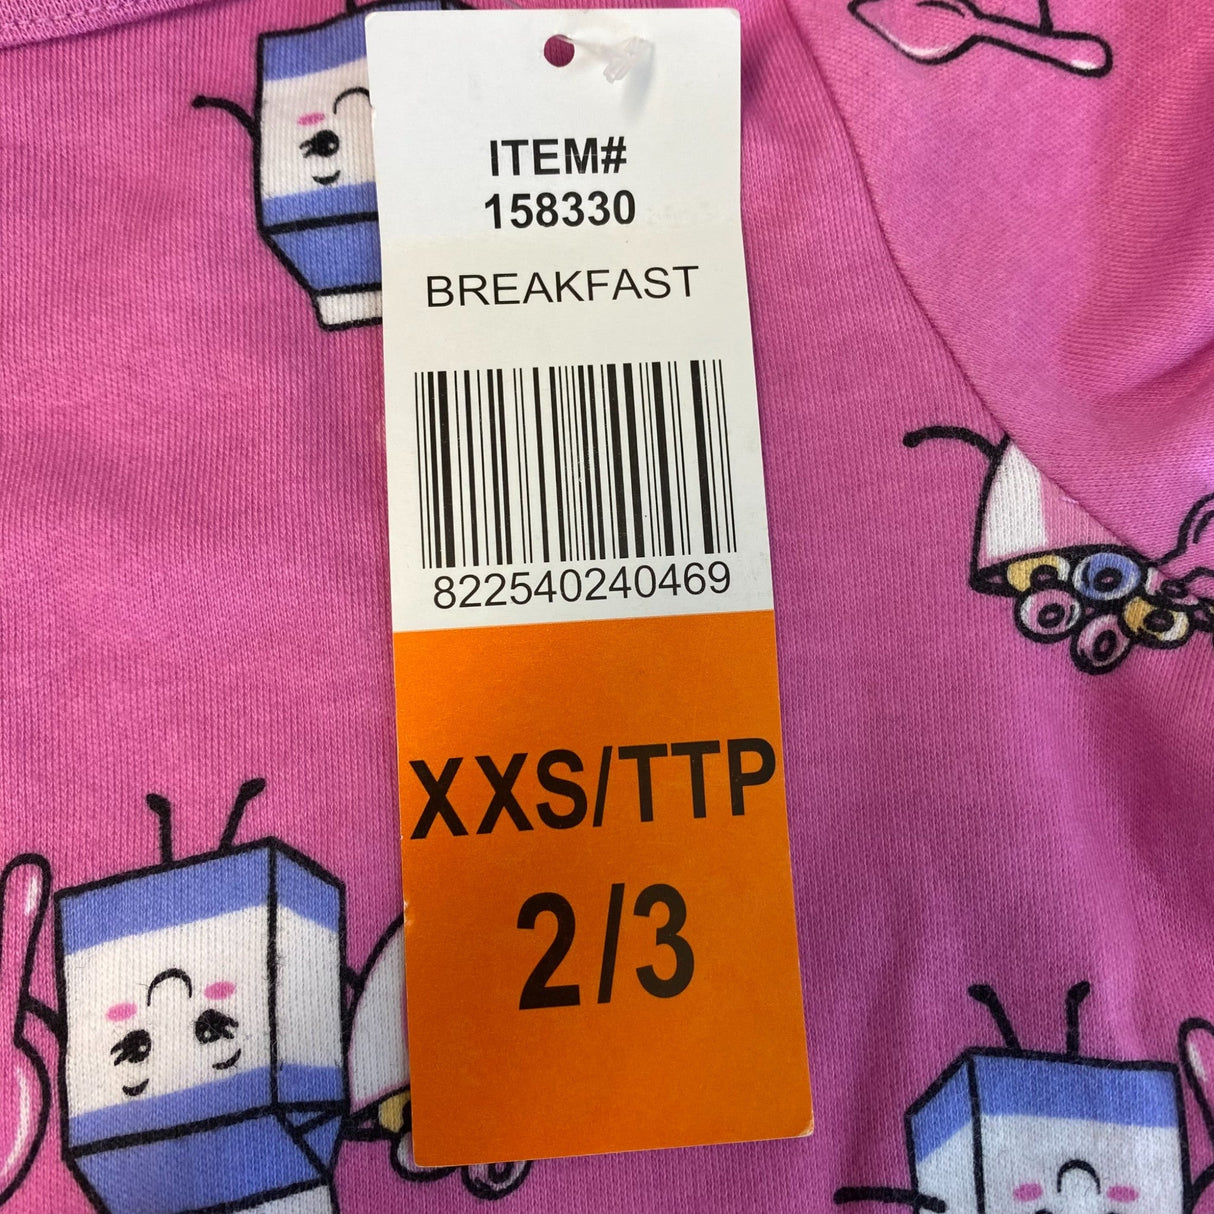 ITEM#
158330
BREAKFAST
822540240469
XXS/TTP
2/3